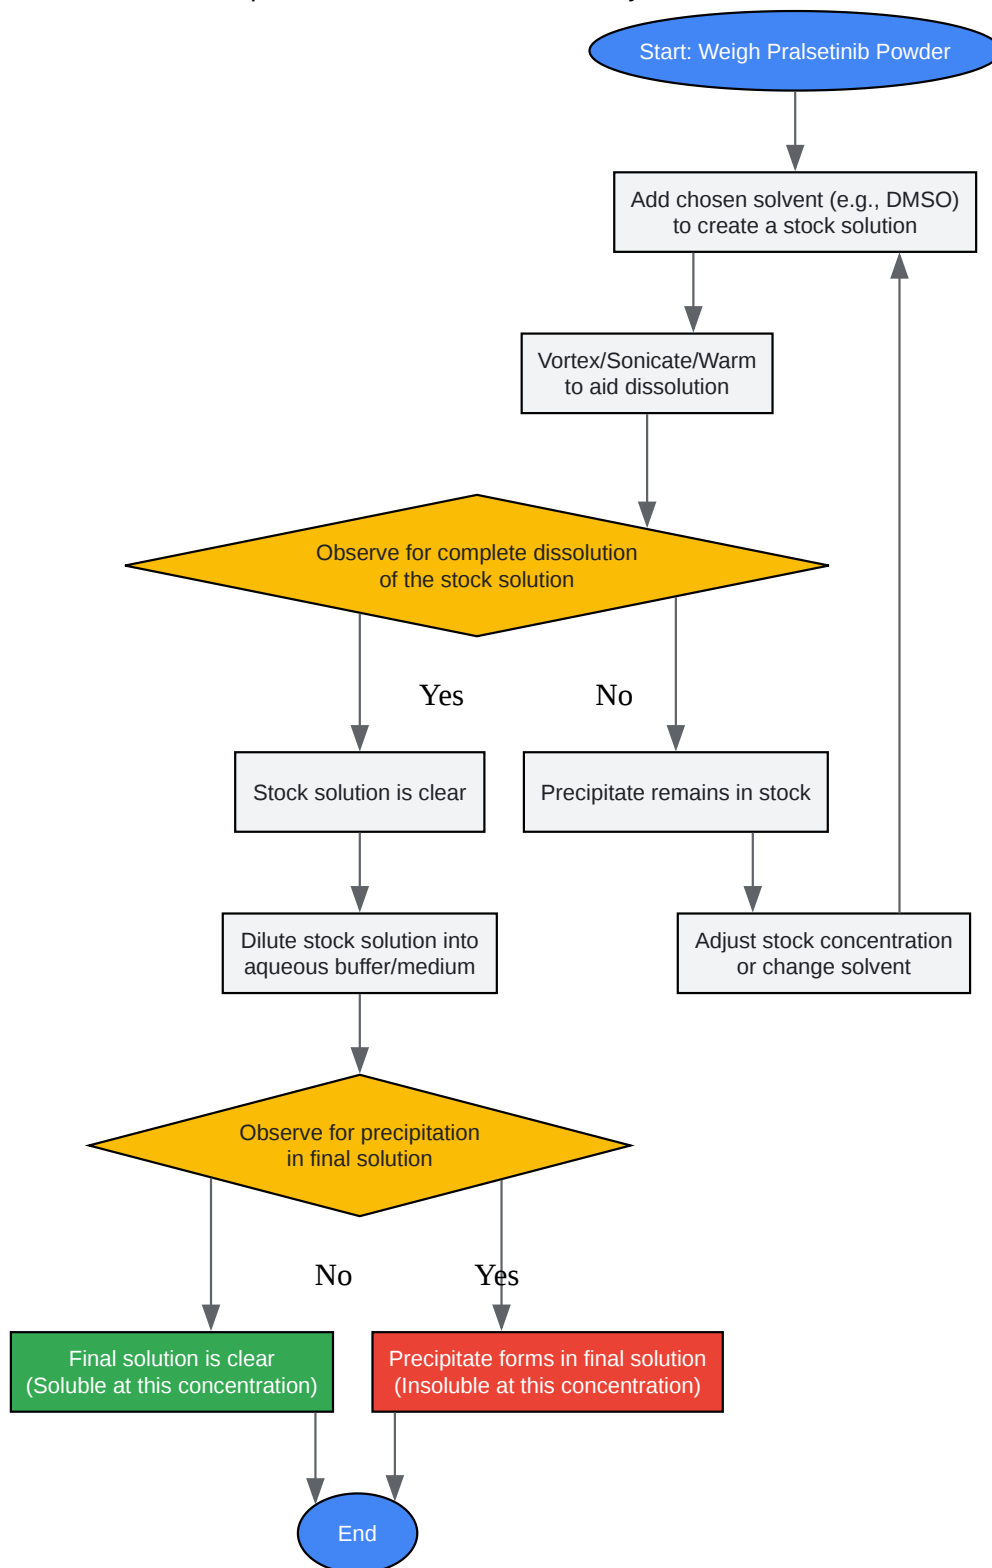 Start: Weigh Pralsetinib Powder
Add chosen solvent (e.g., DMSO)
to create a stock solution
Vortex/Sonicate/Warm
to aid dissolution
Observe for complete dissolution
of the stock solution
Yes
No
Stock solution is clear
Precipitate remains in stock
Dilute stock solution into
aqueous buffer/medium
Adjust stock concentration
or change solvent
Observe for precipitation
in final solution
No
Yes
Final solution is clear
(Soluble at this concentration)
Precipitate forms in final solution
(Insoluble at this concentration)
End